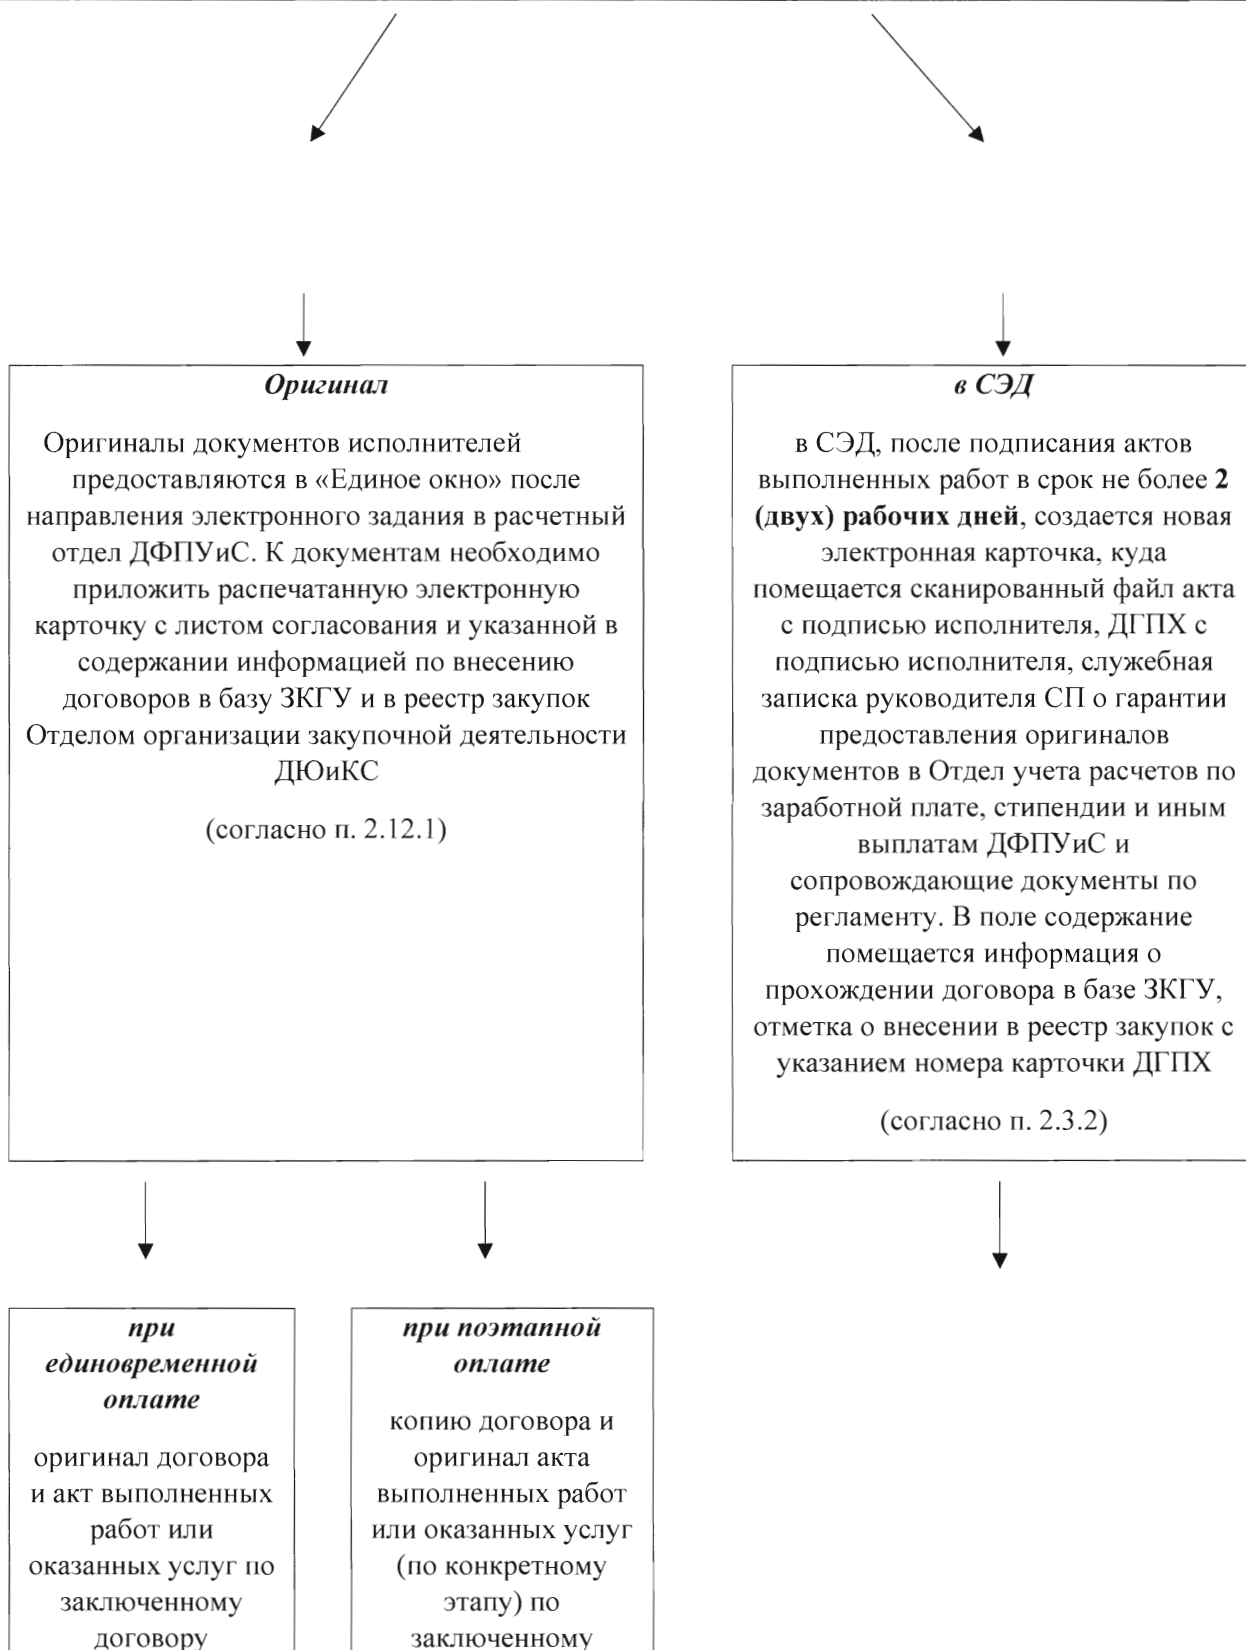 Оригинал
Оригиналы документов исполнителей
предоставляются в «Единое окно» после
направления электронного задания в расчетный
отдел ДФПУиС. К документам необходимо
приложить распечатанную электронную
карточку с листом согласования и указанной в
содержании информацией по внесению
договоров в базу ЗКГУ и в реестр закупок
Отделом организации закупочной деятельности
ДЮиКС
(согласно п. 2.12.1)
в СЭД
в СЭД, после подписания актов
выполненных работ в срок не более 2
(двух) рабочих дней, создается новая
электронная карточка, куда
помещается сканированный файл акта
с подписью исполнителя, ДГПХ с
подписью исполнителя, служебная
записка руководителя СП о гарантии
предоставления оригиналов
документов в Отдел учета расчетов по
заработной плате, стипендии и иным
выплатам ДФПУиС и
сопровождающие документы по
регламенту. В поле содержание
помещается информация о
прохождении договора в базе ЗКГУ,
отметка о внесении в реестр закупок с
указанием номера карточки ДГПХ
(согласно п. 2.3.2)
при
единовременной
оплате
оригинал договора
и акт выполненных
работ или
оказанных услуг по
заключенному
договору
при поэтапной
оплате
копию договора и
оригинал акта
выполненных работ
или оказанных услуг
(по конкретному
этапу) по
заключенному